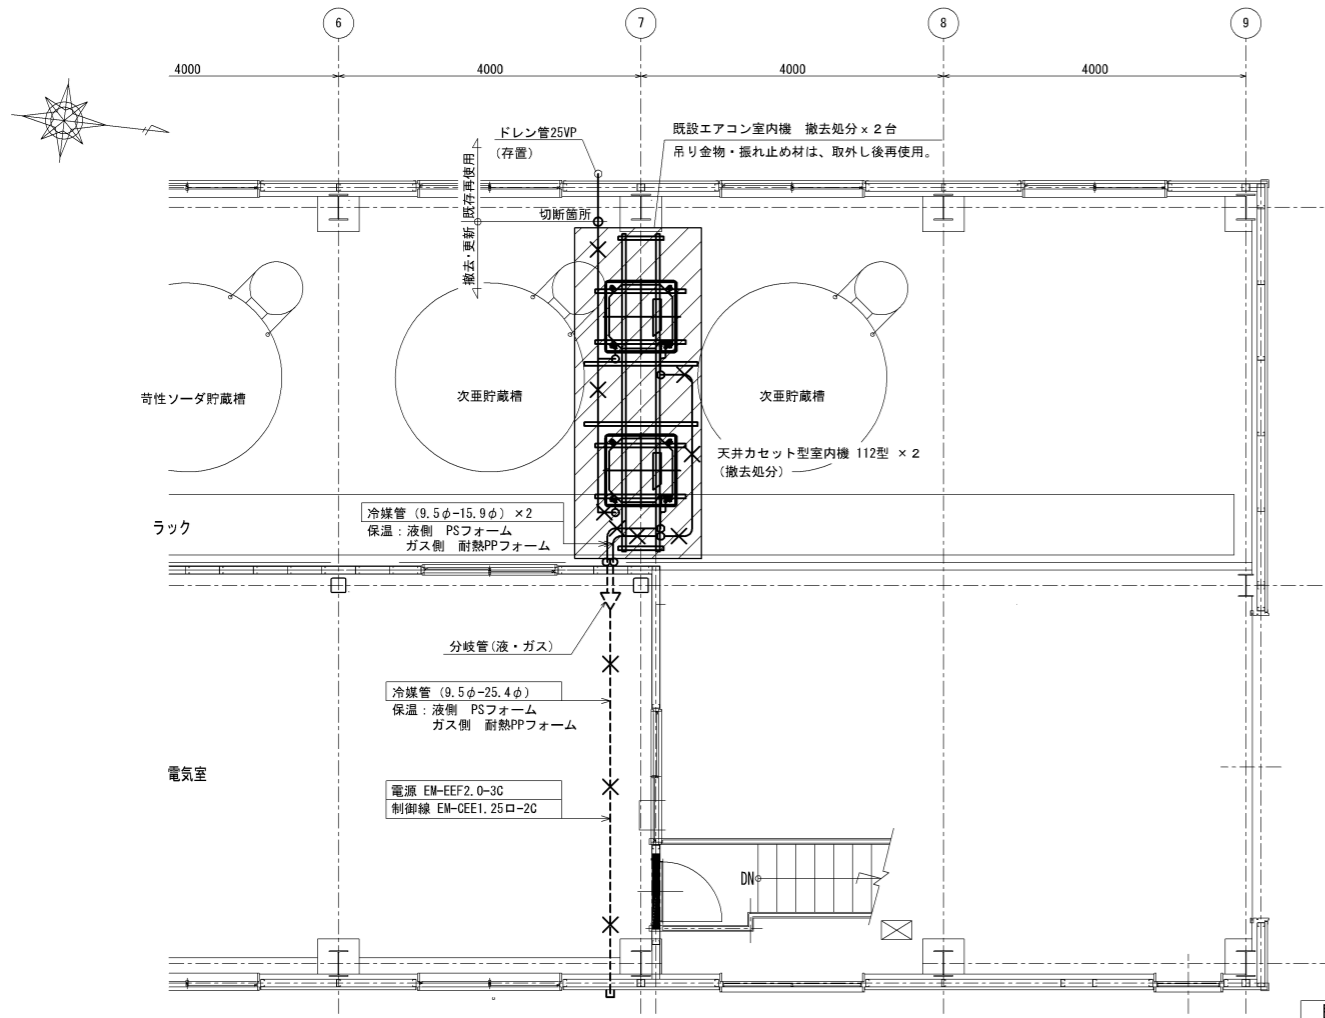 6
7
8
9
4000
4000
4000
4000
ドレン管25VP
(存置)
既設エアコン室内機 撤去処分x2台
吊り金物・振れ止め材は、取外し後再使用。
既存再使用
撤去・更新
切断箇所
苛性ソーダ貯蔵槽
次亜貯蔵槽
次亜貯蔵槽
天井カセット型室内機 112型 ×2
(撤去処分)
冷媒管 (9.5φ-15.9φ) ×2
保温:液側 PSフォーム
ガス側 耐熱PPフォーム
ラック
分岐管(液・ガス)
冷媒管 (9.5φ-25.4φ)
保温:液側 PSフォーム
ガス側 耐熱PPフォーム
電気室
電源 EM-EEF2.0-3C
制御線 EM-CEE1.25ロ-2C
DN